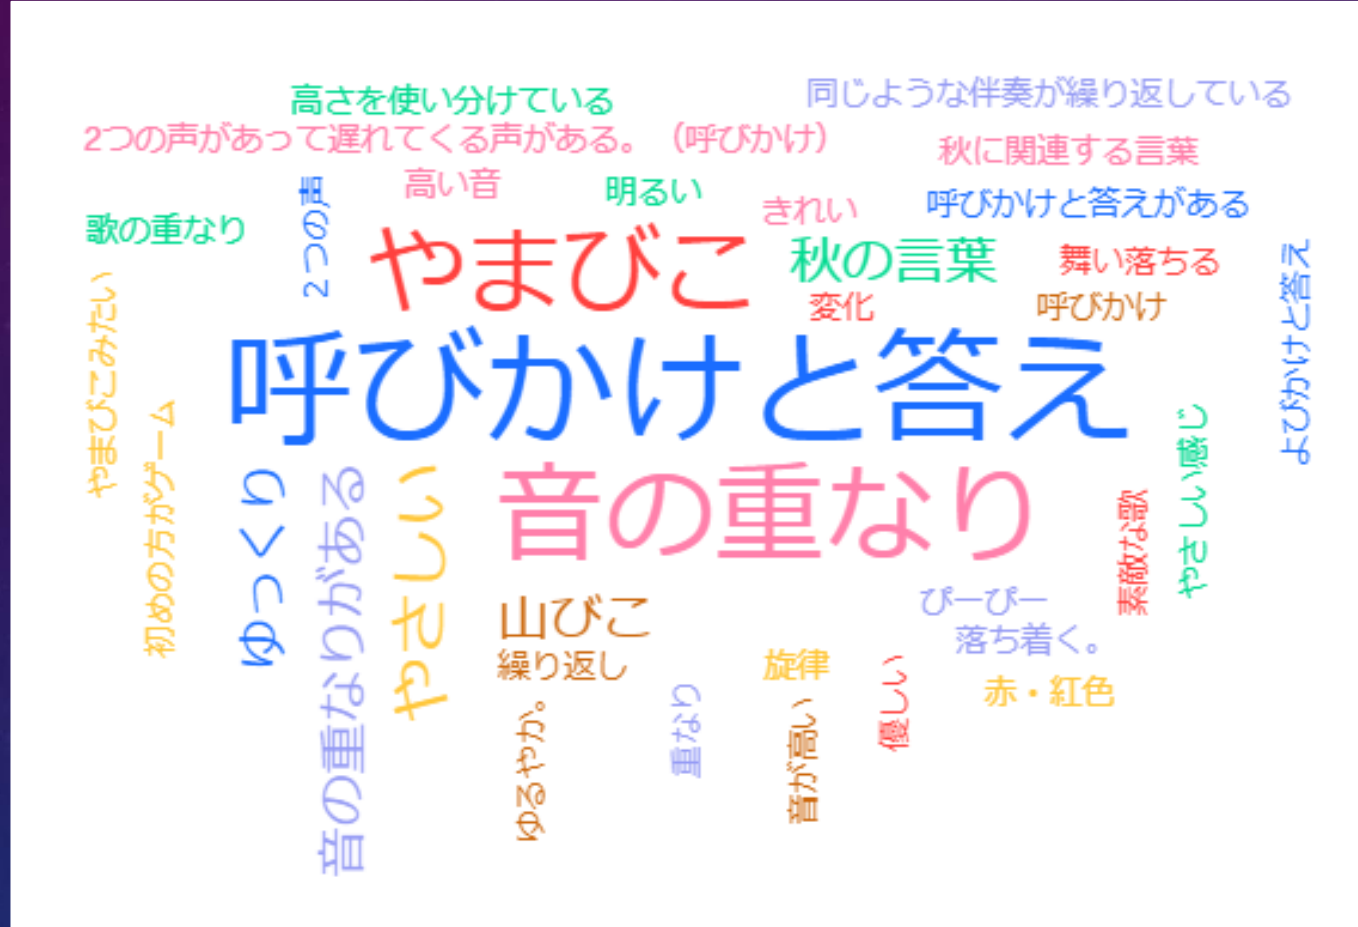 高さを使い分けている
同じような伴奏が繰り返している
2つの声があって遅れてくる声がある。（呼びかけ）
秋に関連する言葉
高い音
明るい
きれい
呼びかけと答えがある
歌の重なり
2つの声
やまびこ
秋の言葉
舞い落ちる
変化
呼びかけ
よびかけと答え
やまびこみたい
呼びかけと答え
初めの方がゲーム
ゆっくり
音の重なりがある
やさしい
音の重なり
素敵な歌
やさしい感じ
山びこ
ぴーぴー
落ち着く。
繰り返し
旋律
優しい
赤・紅色
ゆるやか。
重なり
音が高い